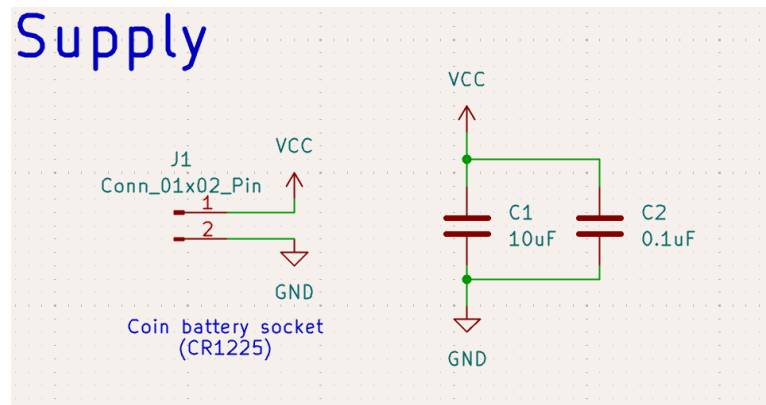 Supply
J1
Conn_01x02_Pin
1
2
VCC
GND
Coin battery socket
(CR1225)
VCC
C1
10uF
C2
0.1uF
GND